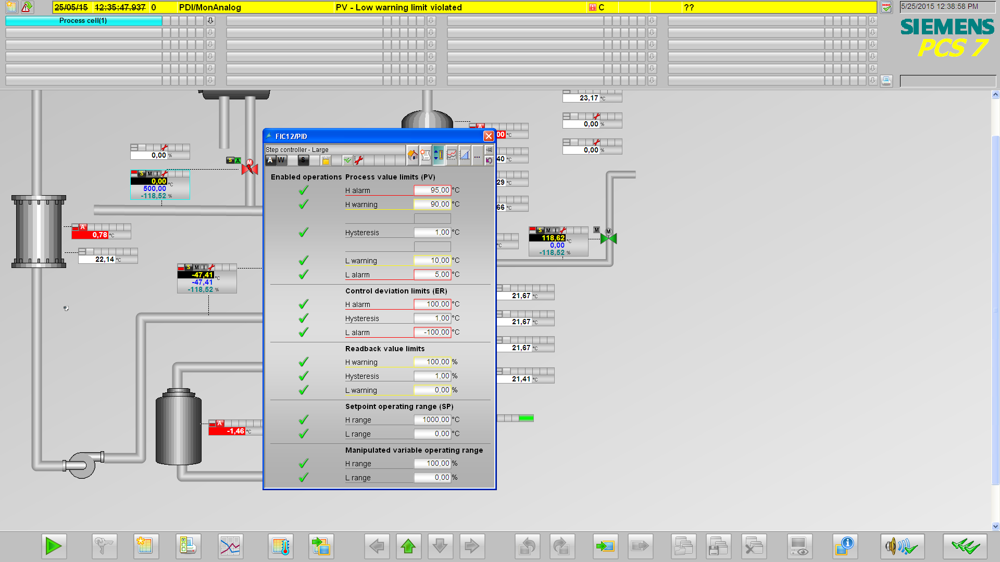 25/05/15 12:35:47.937 0 PDI/MonAnalog PV - Low warning limit violated C ??
5/25/2015 12:38:58 PM
Process cell(1)
SIEMENS
PCS 7
23,17 °C
0,00 %
0,00 %
0,00 %
S A
M
S M I
0,00 °C
500,00
-118,52 %
A
0,78 °C
22,14 °C
S M I
-47,41 °C
-47,41
-118,52 %
A
-1,46 °C
FIC12/PID
Step controller - Large
A W S
...
Enabled operations Process value limits (PV)
H alarm 95,00 °C
H warning 90,00 °C
Hysteresis 1,00 °C
L warning 10,00 °C
L alarm 5,00 °C
Control deviation limits (ER)
H alarm 100,00 °C
Hysteresis 1,00 °C
L alarm -100,00 °C
Readback value limits
H warning 100,00 %
Hysteresis 1,00 %
L warning 0,00 %
Setpoint operating range (SP)
H range 1000,00 °C
L range 0,00 °C
Manipulated variable operating range
H range 100,00 %
L range 0,00 %
A
00 °C
40 °C
29 °C
66 °C
°C
S M I
118,62 °C
0,00
-118,52 %
M
M
21,67 °C
21,67 °C
21,67 °C
21,41 °C